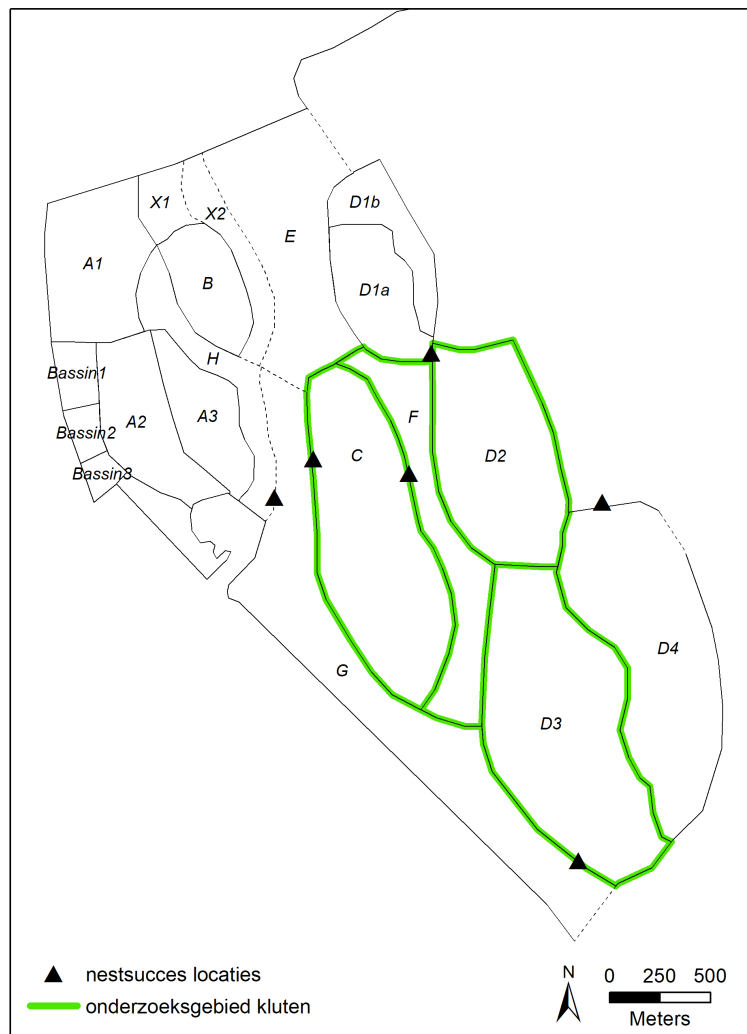 D1b
X1
X2
E
A1
B
D1a
H
Bassin1
F
A3
A2
Bassin2
C
D2
Bassin3
D4
G
D3
nestsucces locaties
onderzoeksgebied kluten
N
0 250 500
Meters